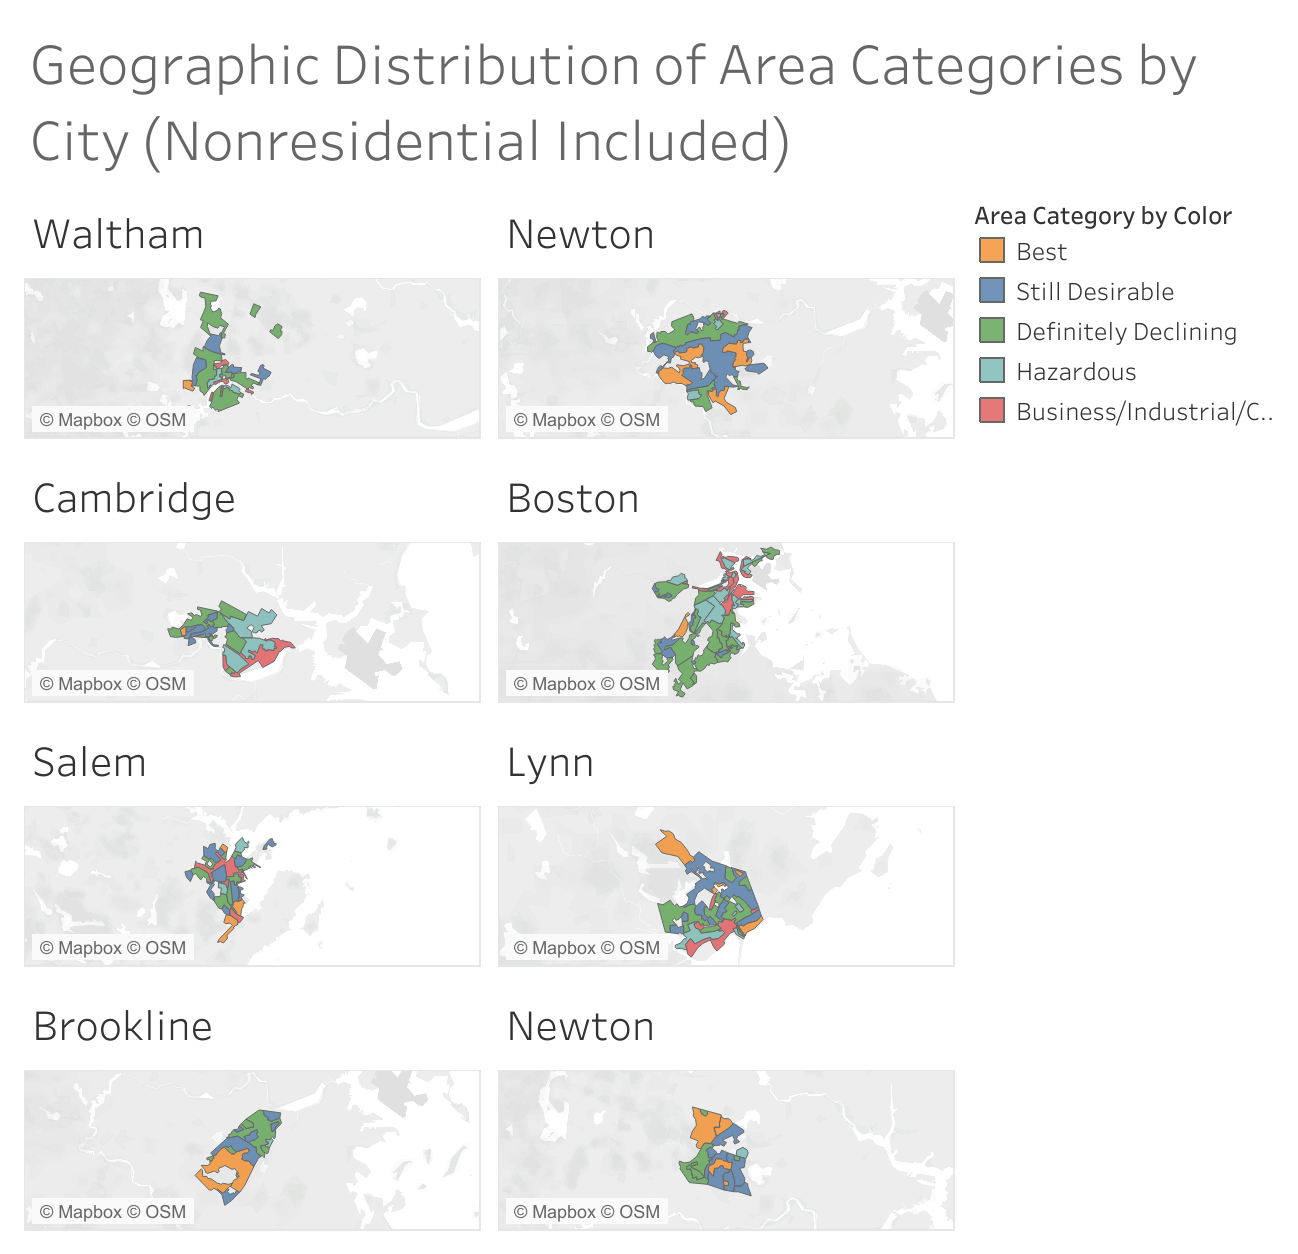 Geographic Distribution of Area Categories by
City (Nonresidential Included)
Waltham
© Mapbox © OSM
Newton
© Mapbox © OSM
Area Category by Color
Best
Still Desirable
Definitely Declining
Hazardous
Business/Industrial/C..
Cambridge
© Mapbox © OSM
Boston
© Mapbox © OSM
Salem
© Mapbox © OSM
Lynn
© Mapbox © OSM
Brookline
© Mapbox © OSM
Newton
© Mapbox © OSM